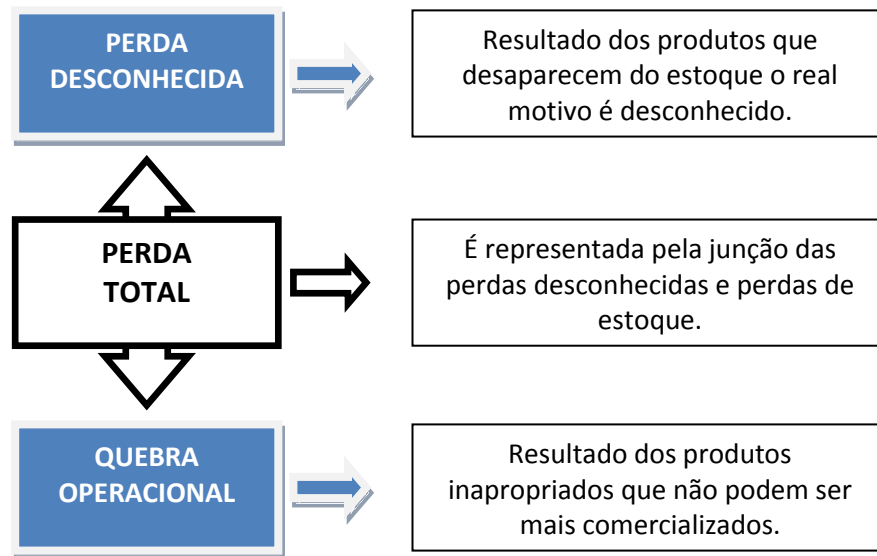 PERDA
DESCONHECIDA
Resultado dos produtos que
desaparecem do estoque o real
motivo é desconhecido.
PERDA
TOTAL
É representada pela junção das
perdas desconhecidas e perdas de
estoque.
QUEBRA
OPERACIONAL
Resultado dos produtos
inapropriados que não podem ser
mais comercializados.